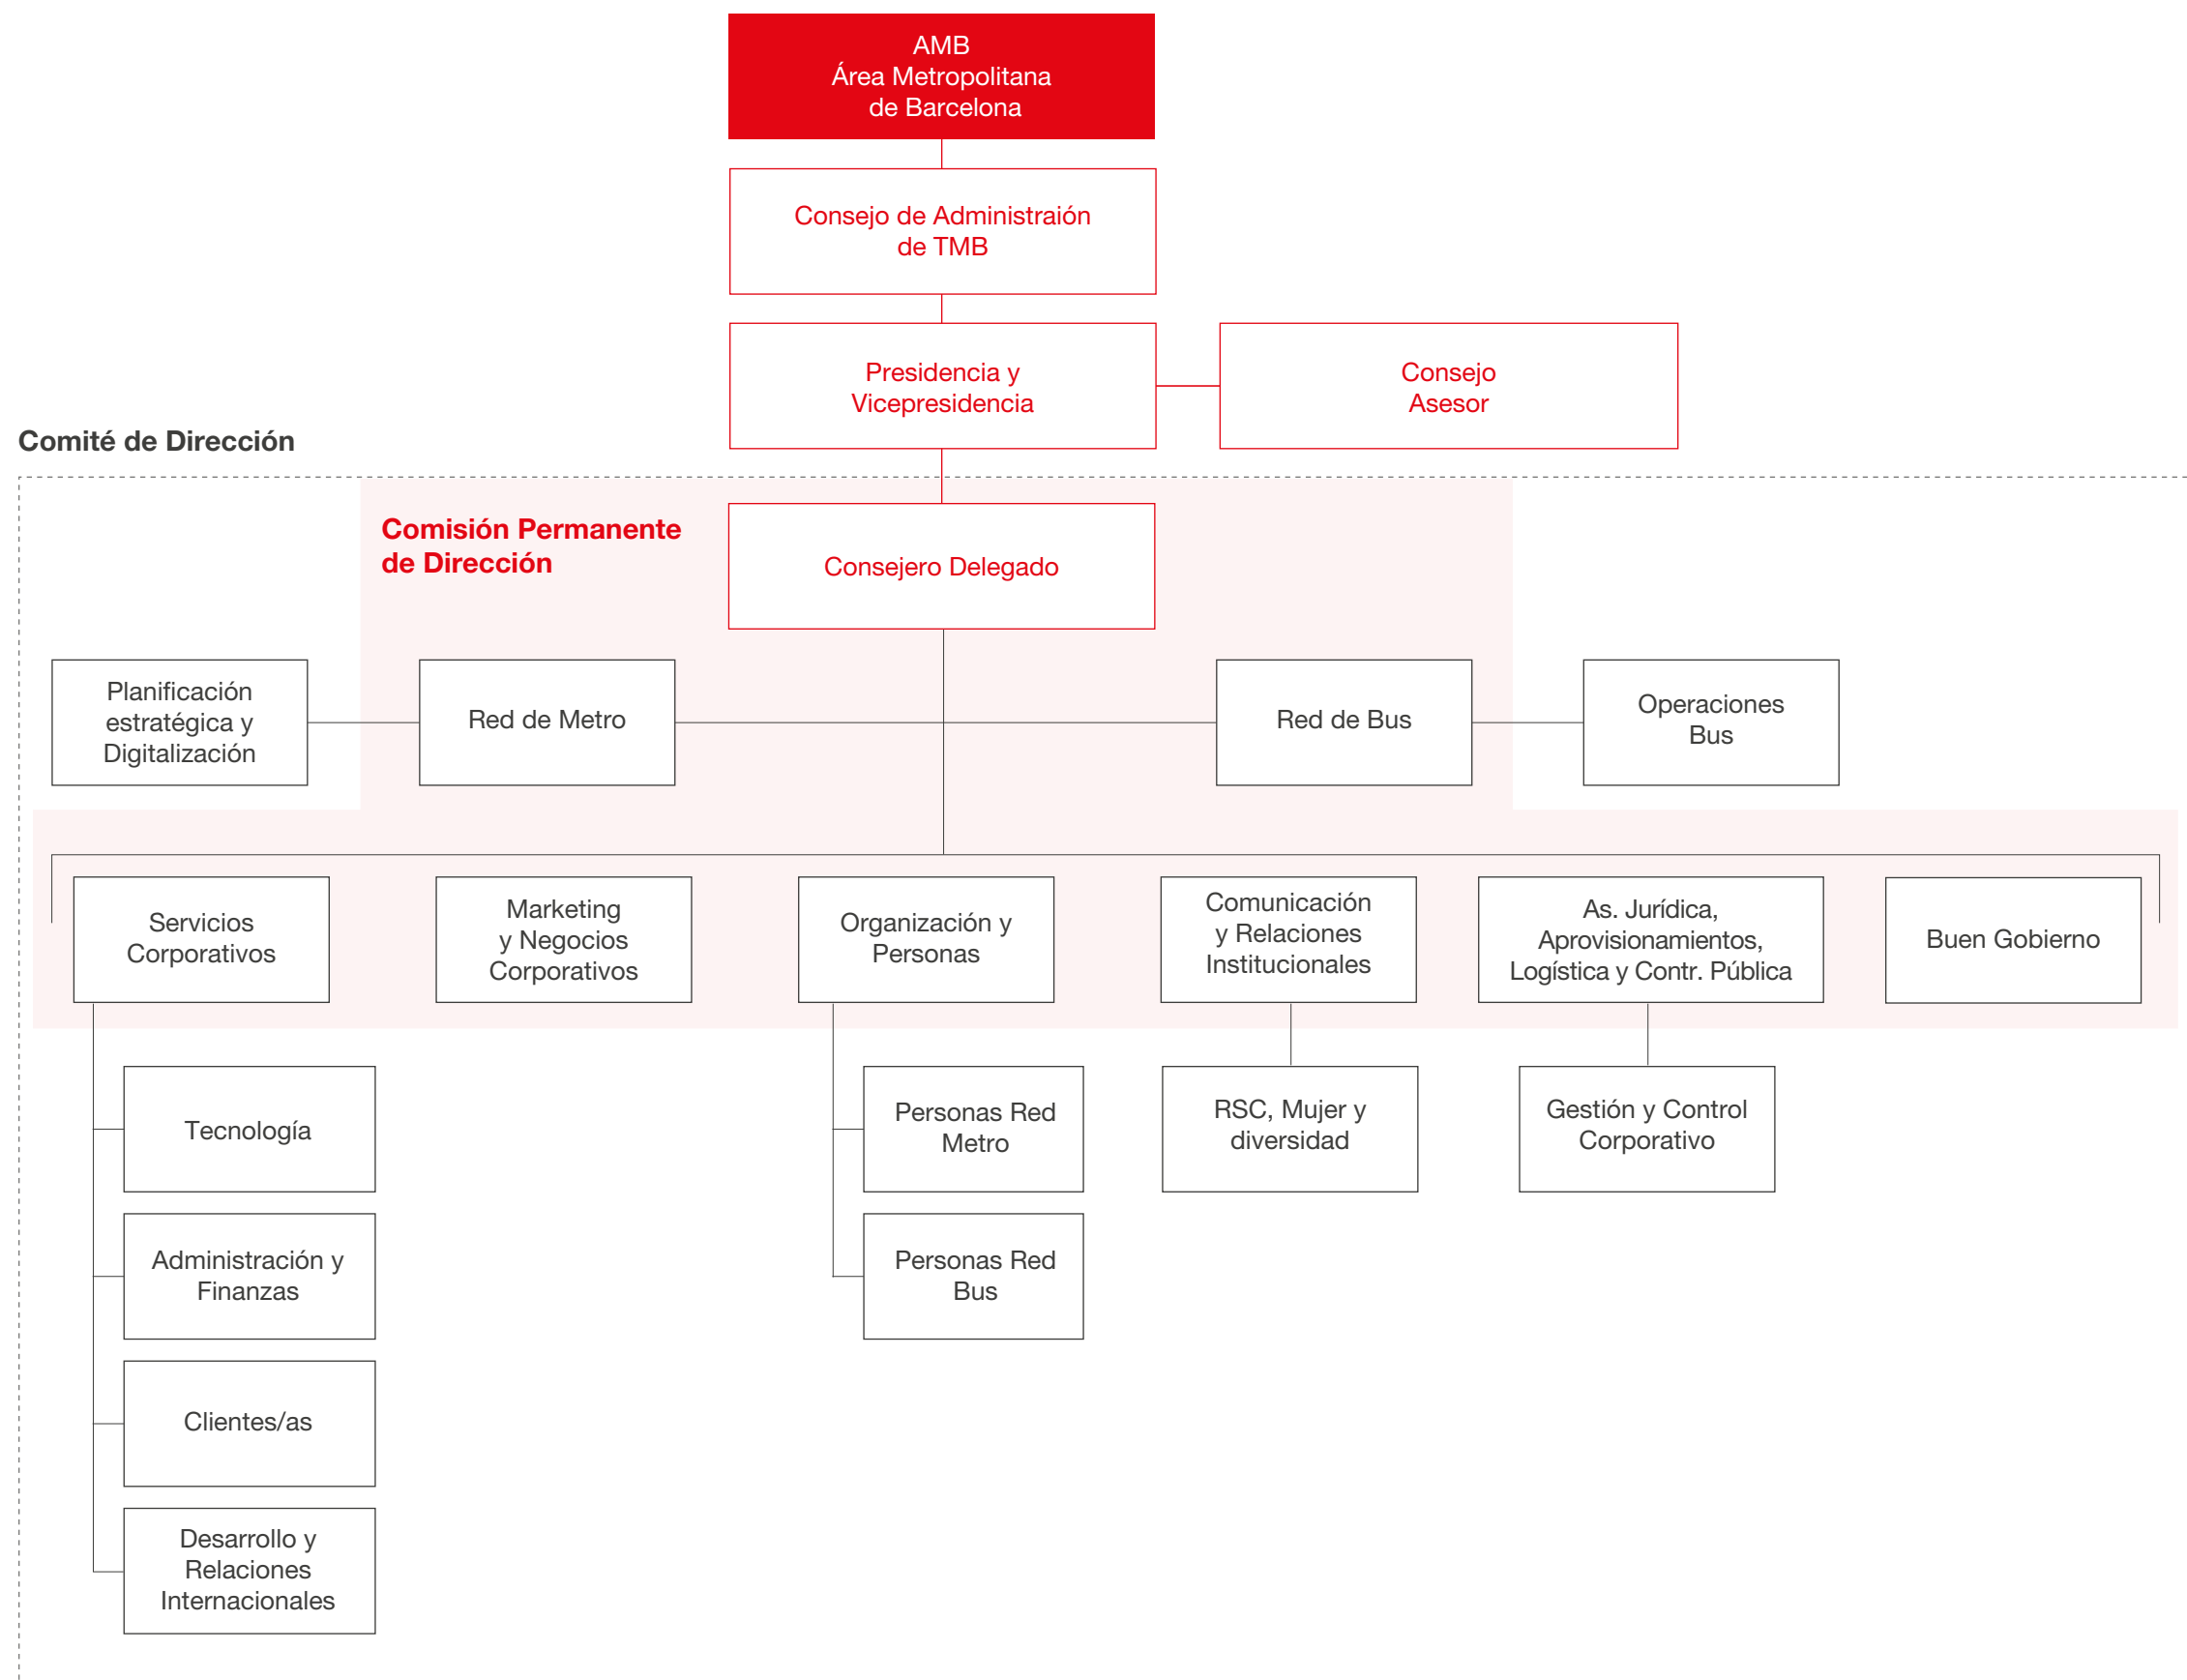 AMB
Área Metropolitana
de Barcelona
Consejo de Administraión
de TMB
Presidencia y
Vicepresidencia
Consejo
Asesor
Comité de Dirección
Comisión Permanente
de Dirección
Consejero Delegado
Planificación
estratégica y
Digitalización
Red de Metro
Red de Bus
Operaciones
Bus
Servicios
Corporativos
Marketing
y Negocios
Corporativos
Organización y
Personas
Comunicación
y Relaciones
Institucionales
As. Jurídica,
Aprovisionamientos,
Logística y Contr. Pública
Buen Gobierno
Tecnología
Personas Red
Metro
RSC, Mujer y
diversidad
Gestión y Control
Corporativo
Administración y
Finanzas
Personas Red
Bus
Clientes/as
Desarrollo y
Relaciones
Internacionales